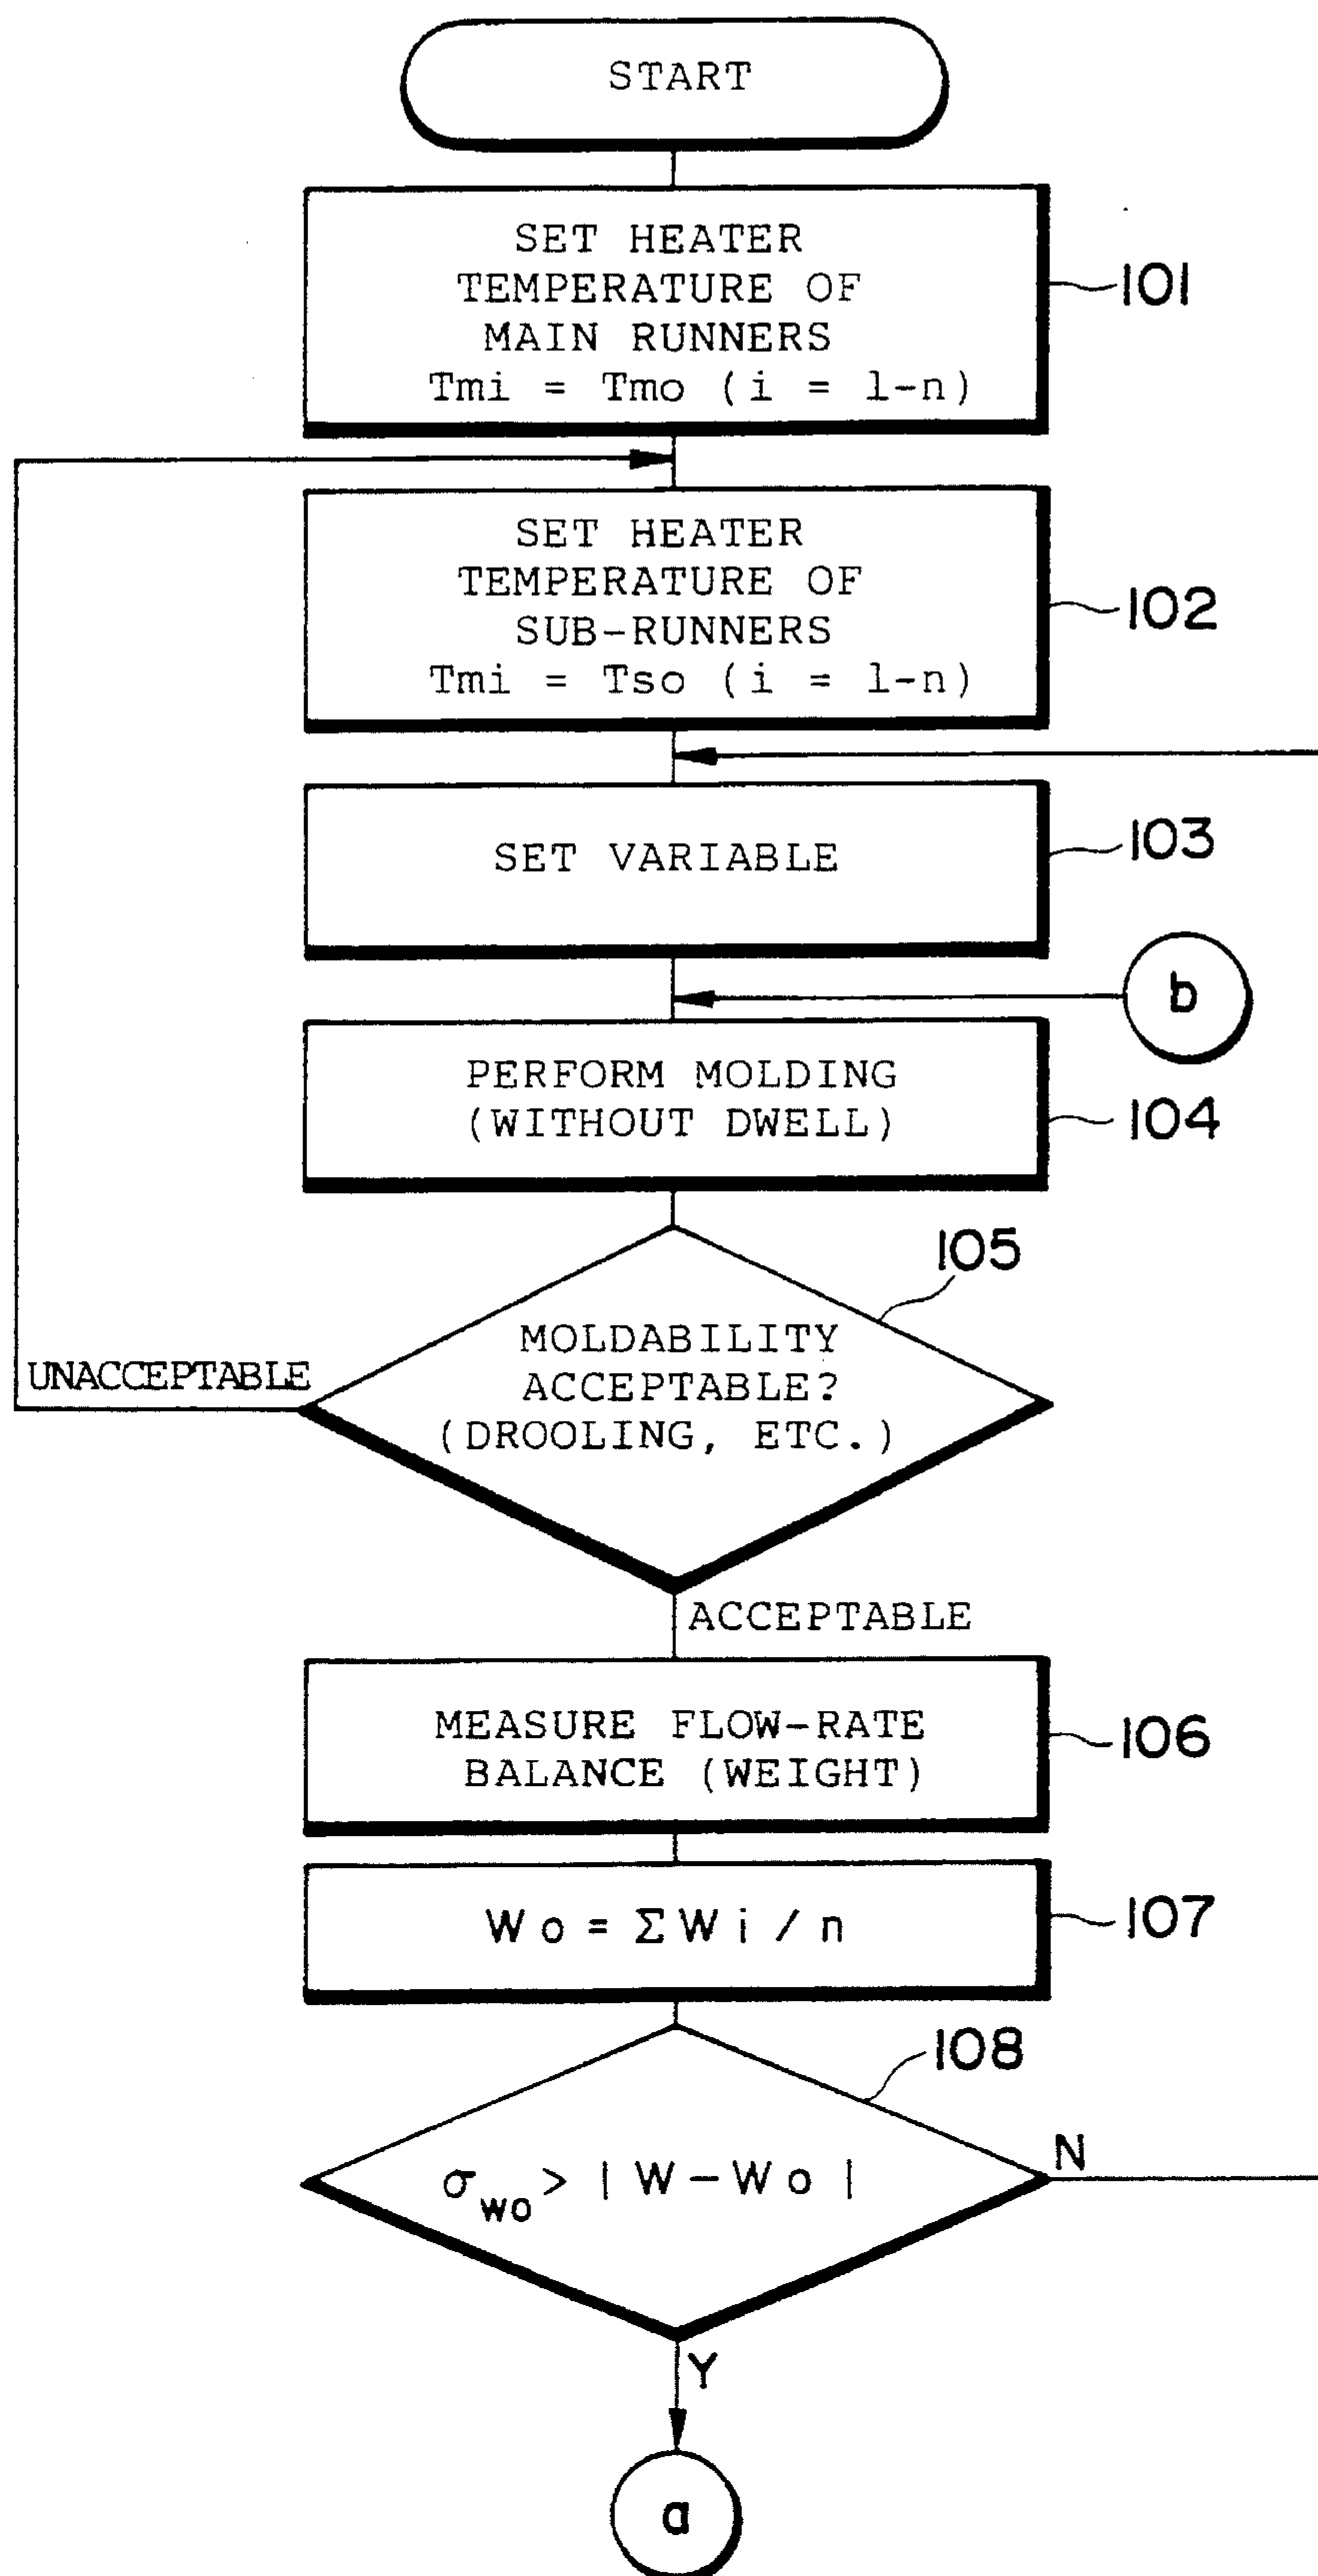 START
SET HEATER
TEMPERATURE OF
MAIN RUNNERS
Tmi = Tmo (i = 1-n)
101
SET HEATER
TEMPERATURE OF
SUB-RUNNERS
Tmi = Tso (i = 1-n)
102
SET VARIABLE
103
b
PERFORM MOLDING
(WITHOUT DWELL)
104
105
MOLDABILITY
ACCEPTABLE?
(DROOLING, ETC.)
UNACCEPTABLE
ACCEPTABLE
MEASURE FLOW-RATE
BALANCE (WEIGHT)
106
Wo = ΣWi / n
107
108
σwo > | W - Wo |
N
Y
a